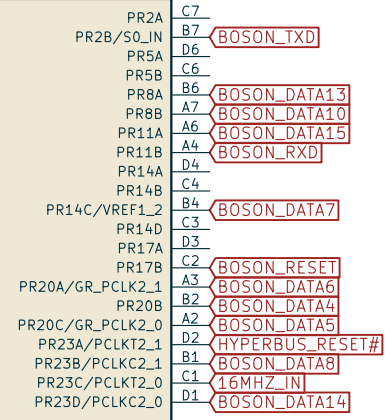 PR2A C7
PR2B/S0_IN B7 BOSON_TXD
PR5A D6
PR5B C6
PR8A B6 BOSON_DATA13
PR8B A7 BOSON_DATA10
PR11A A6 BOSON_DATA15
PR11B A4 BOSON_RXD
PR14A D4
PR14B C4
PR14C/VREF1_2 B4 BOSON_DATA7
PR14D C3
PR17A D3
PR17B C2 BOSON_RESET
PR20A/GR_PCLK2_1 A3 BOSON_DATA6
PR20B B2 BOSON_DATA4
PR20C/GR_PCLK2_0 A2 BOSON_DATA5
PR23A/PCLKT2_1 D2 HYPERBUS_RESET#
PR23B/PCLKC2_1 B1 BOSON_DATA8
PR23C/PCLKT2_0 C1 16MHZ_IN
PR23D/PCLKC2_0 D1 BOSON_DATA14